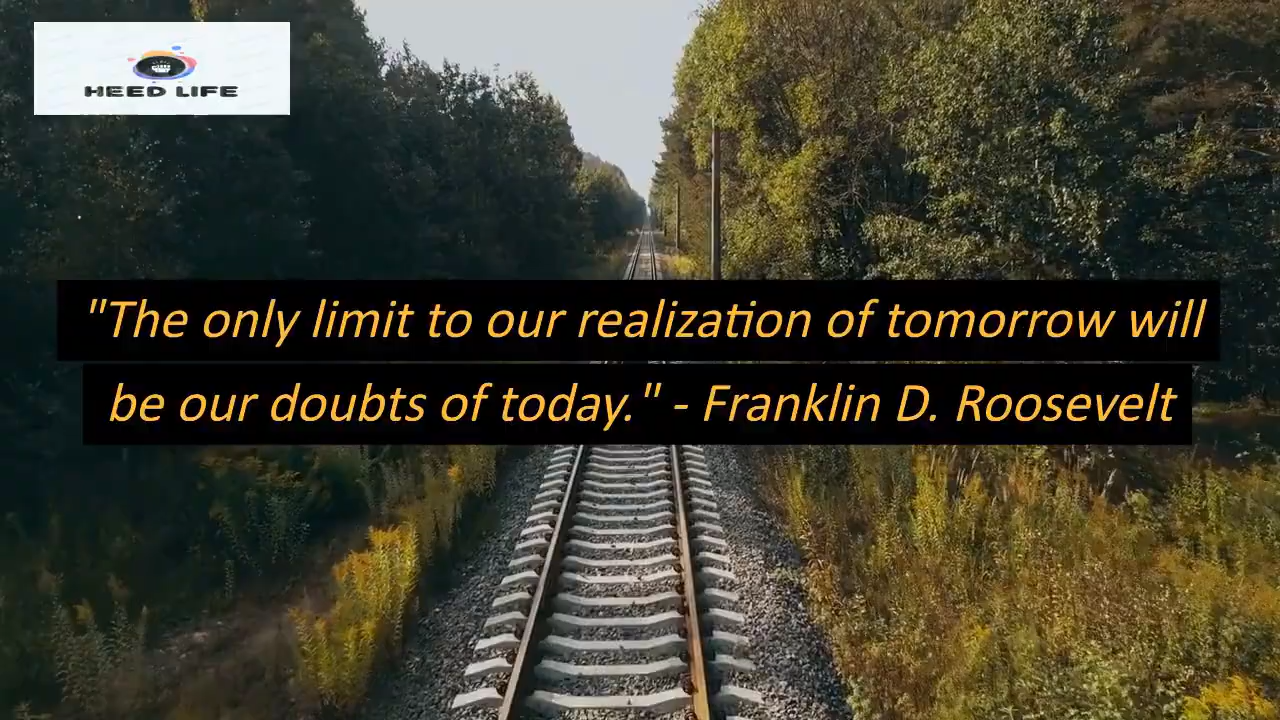 HEED LIFE
"The only limit to our realization of tomorrow will
be our doubts of today." - Franklin D. Roosevelt